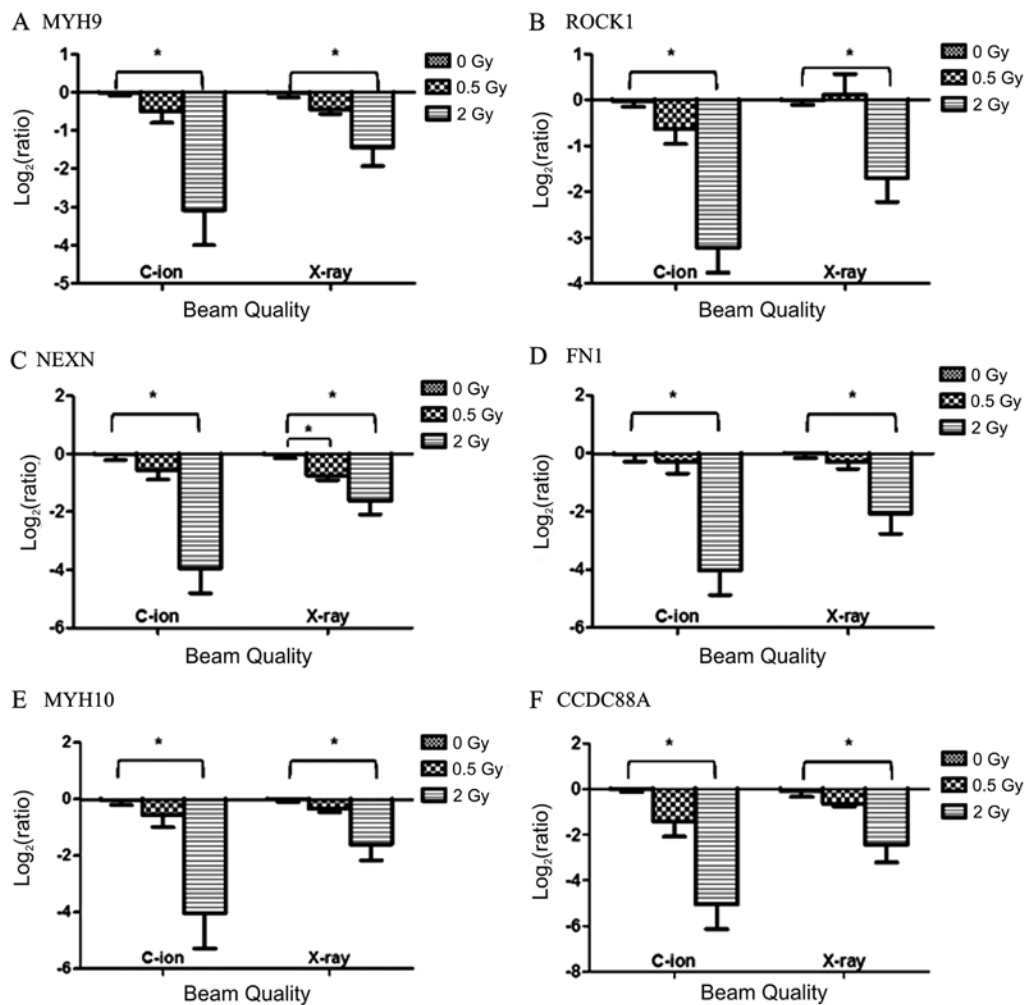 A MYH9
* *
0 Gy
0.5 Gy
2 Gy
1
0
-1
-2
-3
-4
-5
Log₂(ratio)
C-ion X-ray
Beam Quality
B ROCK1
* *
0 Gy
0.5 Gy
2 Gy
1
0
-1
-2
-3
-4
Log₂(ratio)
C-ion X-ray
Beam Quality
C NEXN
* *
*
0 Gy
0.5 Gy
2 Gy
2
0
-2
-4
-6
Log₂(ratio)
C-ion X-ray
Beam Quality
D FN1
* *
0 Gy
0.5 Gy
2 Gy
2
0
-2
-4
-6
Log₂(ratio)
C-ion X-ray
Beam Quality
E MYH10
* *
0 Gy
0.5 Gy
2 Gy
2
0
-2
-4
-6
Log₂(ratio)
C-ion X-ray
Beam Quality
F CCDC88A
* *
0 Gy
0.5 Gy
2 Gy
2
0
-2
-4
-6
-8
Log₂(ratio)
C-ion X-ray
Beam Quality